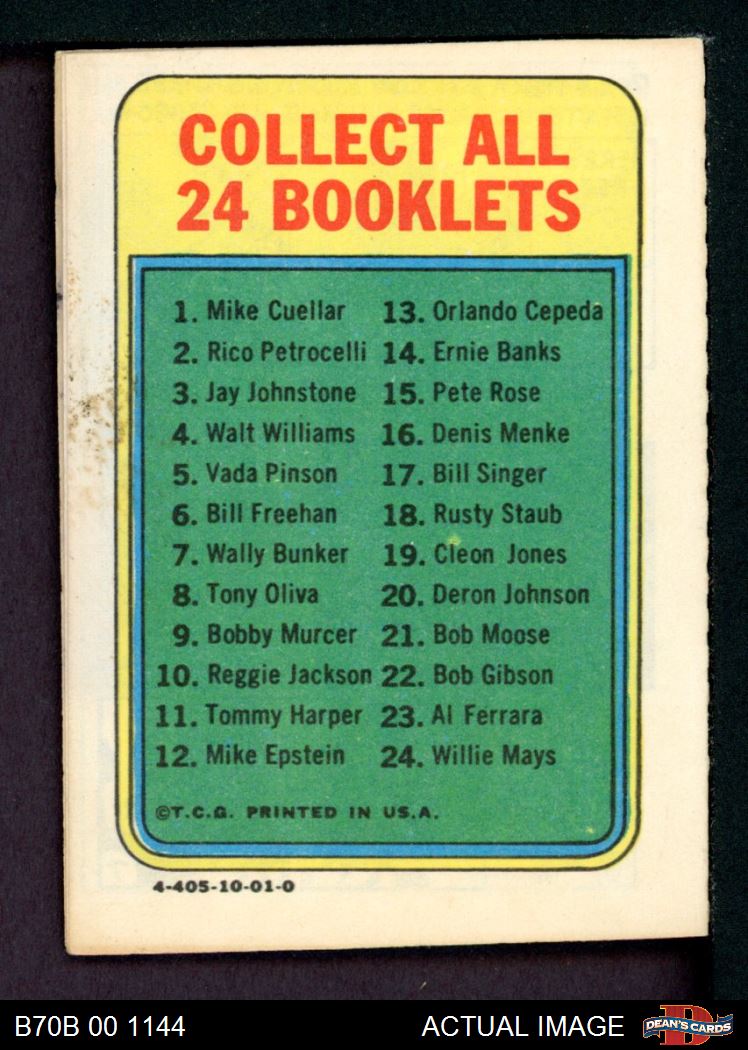 COLLECT ALL
24 BOOKLETS
1. Mike Cuellar
2. Rico Petrocelli
3. Jay Johnstone
4. Walt Williams
5. Vada Pinson
6. Bill Freehan
7. Wally Bunker
8. Tony Oliva
9. Bobby Murcer
10. Reggie Jackson
11. Tommy Harper
12. Mike Epstein
13. Orlando Cepeda
14. Ernie Banks
15. Pete Rose
16. Denis Menke
17. Bill Singer
18. Rusty Staub
19. Cleon Jones
20. Deron Johnson
21. Bob Moose
22. Bob Gibson
23. Al Ferrara
24. Willie Mays
©T.C.G. PRINTED IN U.S.A.
4-405-10-01-0
B70B 00 1144
ACTUAL IMAGE
DEAN'S CARDS